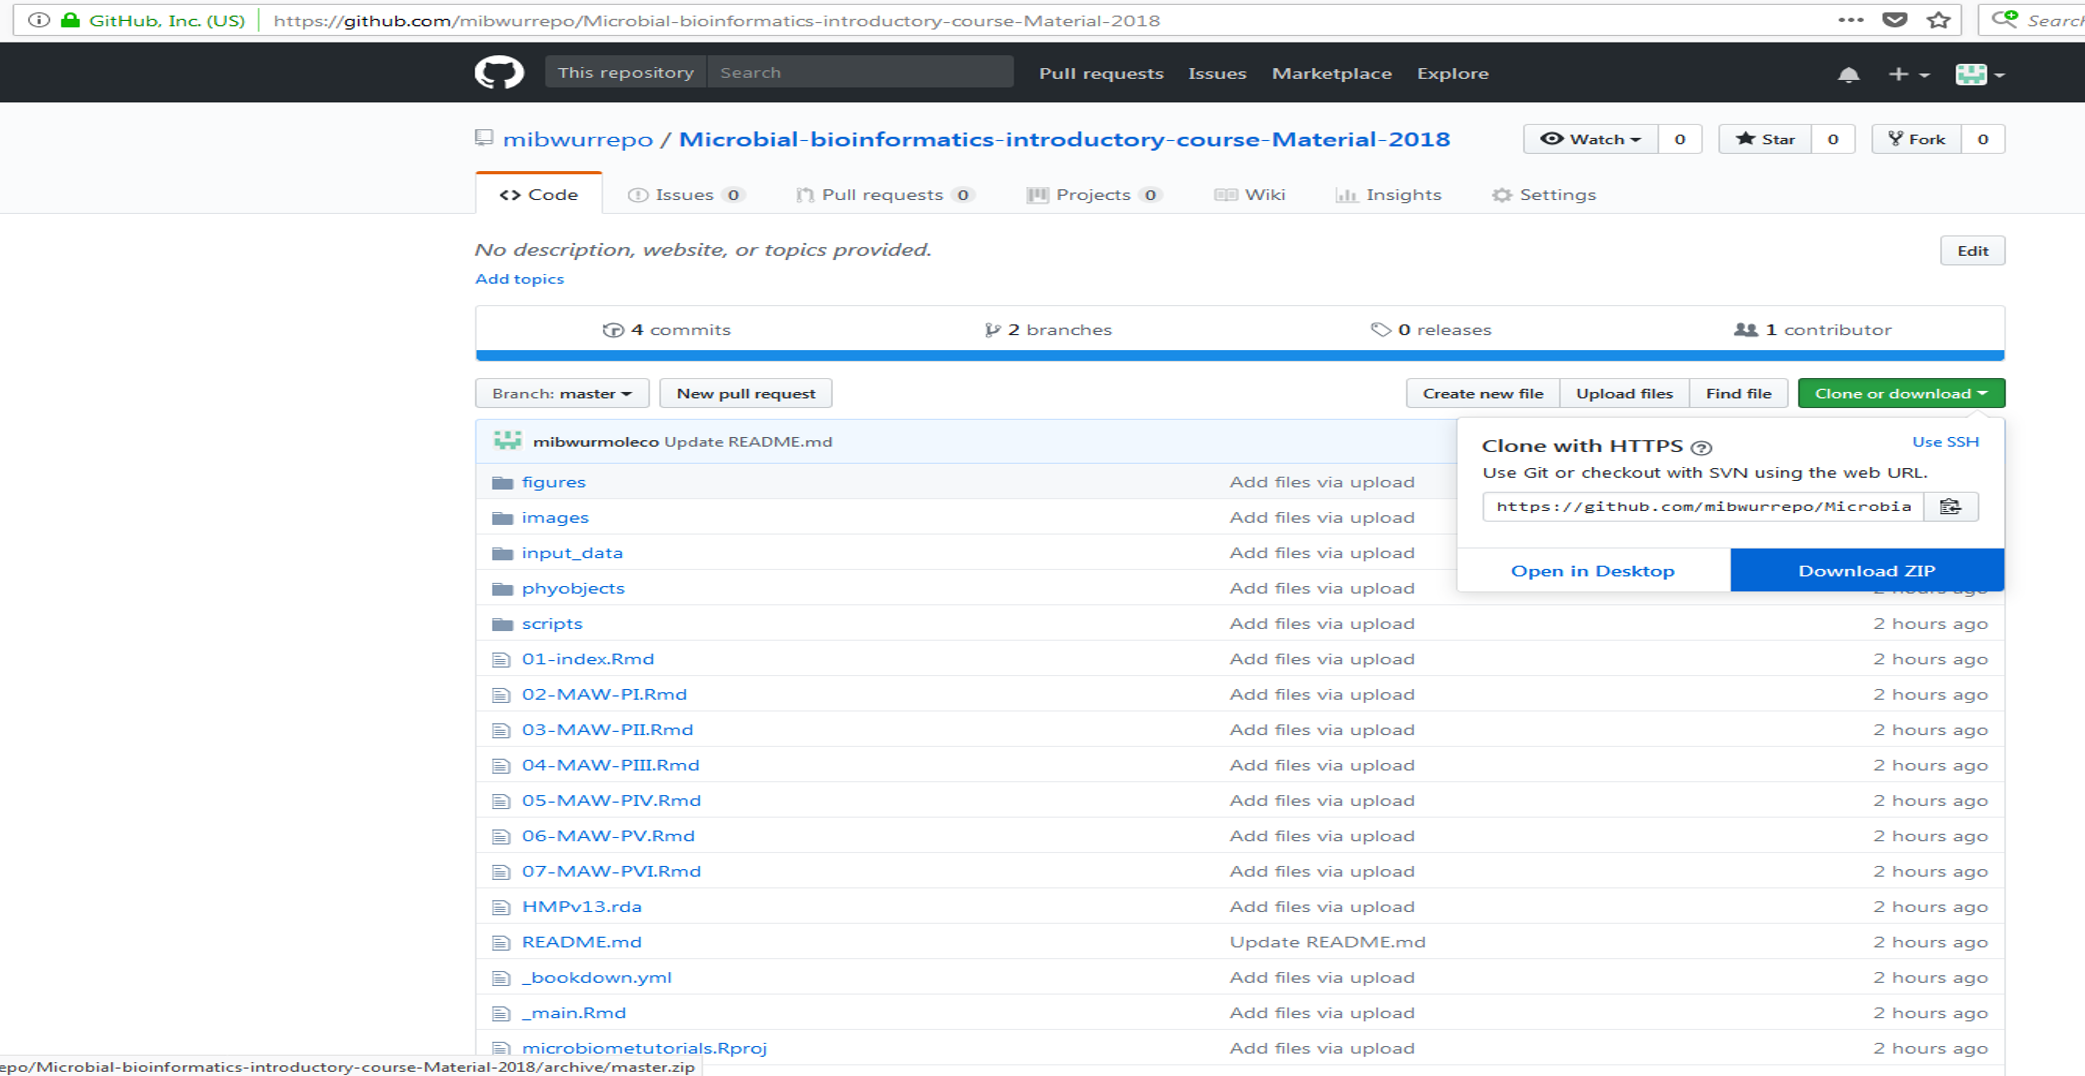 GitHub, Inc. (US) https://github.com/mibwurrepo/Microbial-bioinformatics-introductory-course-Material-2018 Search
This repository Search Pull requests Issues Marketplace Explore
mibwurrepo / Microbial-bioinformatics-introductory-course-Material-2018 Watch 0 Star 0 Fork 0
Code Issues 0 Pull requests 0 Projects 0 Wiki Insights Settings
No description, website, or topics provided. Edit
Add topics
4 commits 2 branches 0 releases 1 contributor
Branch: master New pull request Create new file Upload files Find file Clone or download
mibwurmoleco Update README.md
Clone with HTTPS Use SSH
Use Git or checkout with SVN using the web URL.
https://github.com/mibwurrepo/Microbia
Open in Desktop Download ZIP
figures Add files via upload
images Add files via upload
input_data Add files via upload
phyobjects Add files via upload
scripts Add files via upload 2 hours ago
01-index.Rmd Add files via upload 2 hours ago
02-MAW-PI.Rmd Add files via upload 2 hours ago
03-MAW-PII.Rmd Add files via upload 2 hours ago
04-MAW-PIII.Rmd Add files via upload 2 hours ago
05-MAW-PIV.Rmd Add files via upload 2 hours ago
06-MAW-PV.Rmd Add files via upload 2 hours ago
07-MAW-PVI.Rmd Add files via upload 2 hours ago
HMPv13.rda Add files via upload 2 hours ago
README.md Update README.md 2 hours ago
_bookdown.yml Add files via upload 2 hours ago
_main.Rmd Add files via upload 2 hours ago
microbiometutorials.Rproj Add files via upload 2 hours ago
epo/Microbial-bioinformatics-introductory-course-Material-2018/archive/master.zip